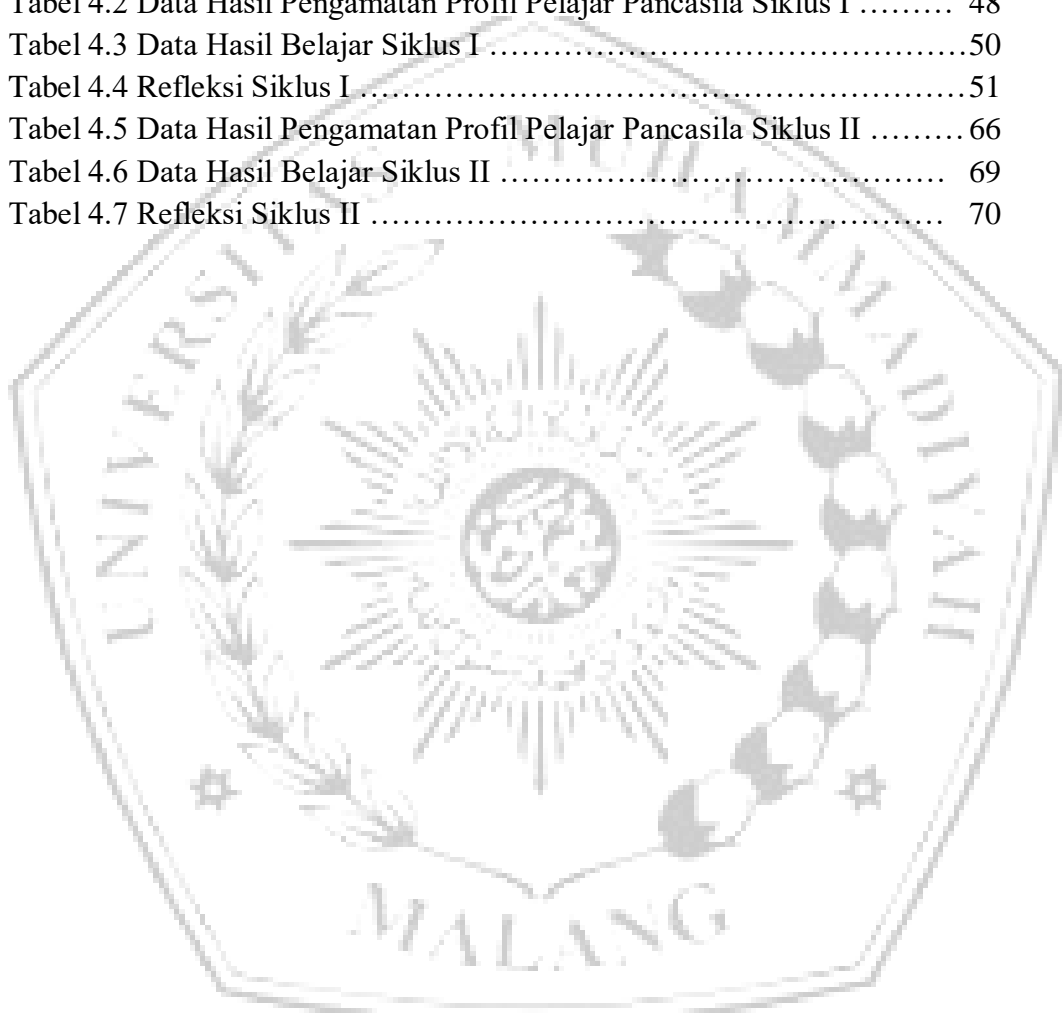 Tabel 4.2 Data Hasil Pengamatan Profil Pelajar Pancasila Siklus I ……… 48
Tabel 4.3 Data Hasil Belajar Siklus I ………………………………………50
Tabel 4.4 Refleksi Siklus I…………………………………………………51
Tabel 4.5 Data Hasil Pengamatan Profil Pelajar Pancasila Siklus II ………66
Tabel 4.6 Data Hasil Belajar Siklus II …………………………………… 69
Tabel 4.7 Refleksi Siklus II ……………………………………………… 70
UNIVERSITAS MUHAMMADIYAH
MALANG